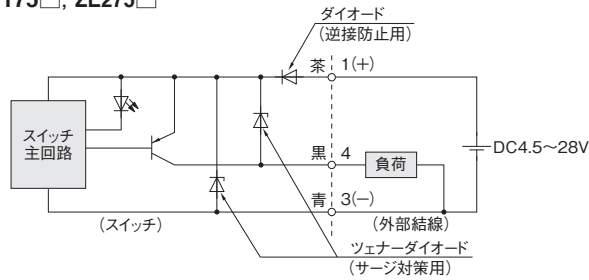 175□, ZE275□
ダイオード
(逆接防止用)
茶 1(+)
スイッチ
主回路
黒 4
負荷
DC4.5~28V
青 3(−)
(スイッチ)
(外部結線)
ツェナーダイオード
(サージ対策用)